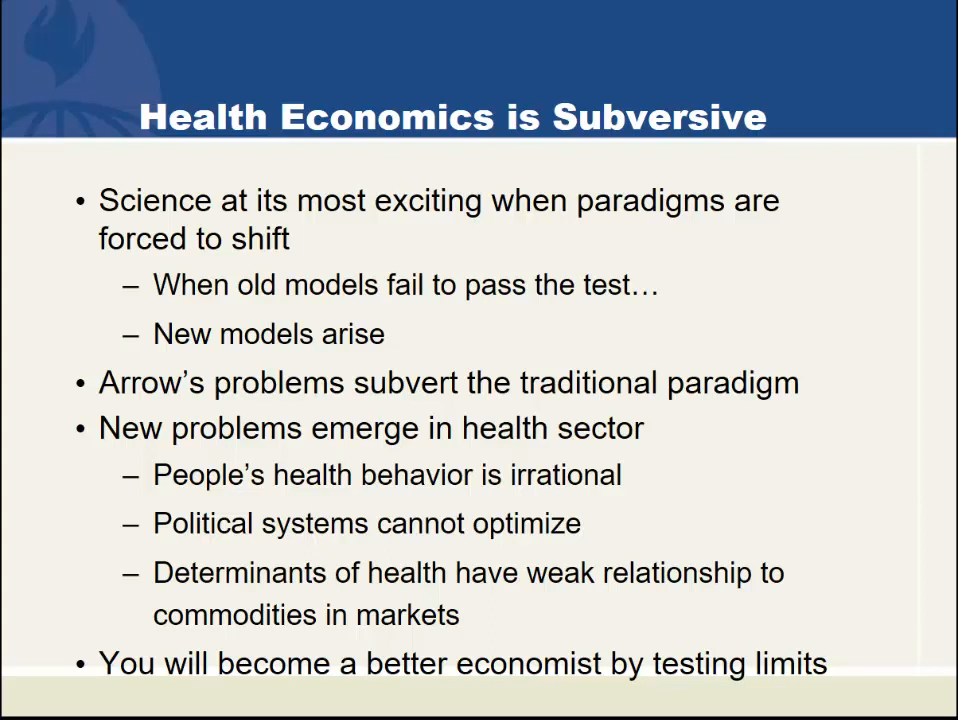 Health Economics is Subversive
• Science at its most exciting when paradigms are
forced to shift
– When old models fail to pass the test…
– New models arise
• Arrow’s problems subvert the traditional paradigm
• New problems emerge in health sector
– People’s health behavior is irrational
– Political systems cannot optimize
– Determinants of health have weak relationship to
commodities in markets
• You will become a better economist by testing limits